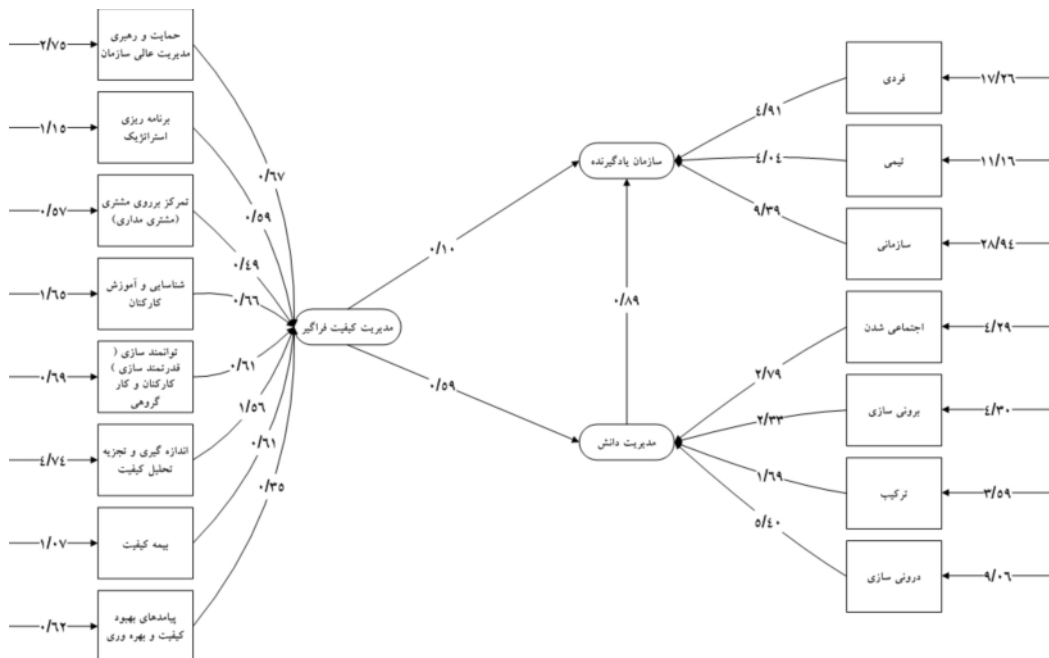 حمایت و رهبری
مدیریت عالی سازمان
۲/۷۵
۰/۶۷
برنامه ریزی
استراتژیک
۱/۱۵
۰/۵۹
تمرکز برروی مشتری
(مشتری مداری)
۰/۵۷
۰/۴۹
شناسایی و آموزش
کارکنان
۱/۶۵
۰/۶۶
توانمند سازی (
قدرتمند سازی )
کارکنان و کار
گروهی
۰/۶۹
۰/۶۱
اندازه گیری و تجزیه
تحلیل کیفیت
۴/۷۴
۱/۵۶
بیمه کیفیت
۱/۰۷
۰/۶۱
پیامدهای بهبود
کیفیت و بهره وری
۰/۶۲
۰/۳۵
مدیریت کیفیت فراگیر
۰/۱۰
۰/۵۹
سازمان یادگیرنده
۰/۸۹
مدیریت دانش
فردی
۱۷/۲۶
۴/۹۱
تیمی
۱۱/۱۶
۴/۰۴
سازمانی
۲۸/۹۴
۹/۳۹
اجتماعی شدن
۴/۲۹
۲/۷۹
برونی سازی
۴/۳۰
۲/۳۳
ترکیب
۳/۵۹
۱/۶۹
درونی سازی
۹/۰۶
۵/۴۰